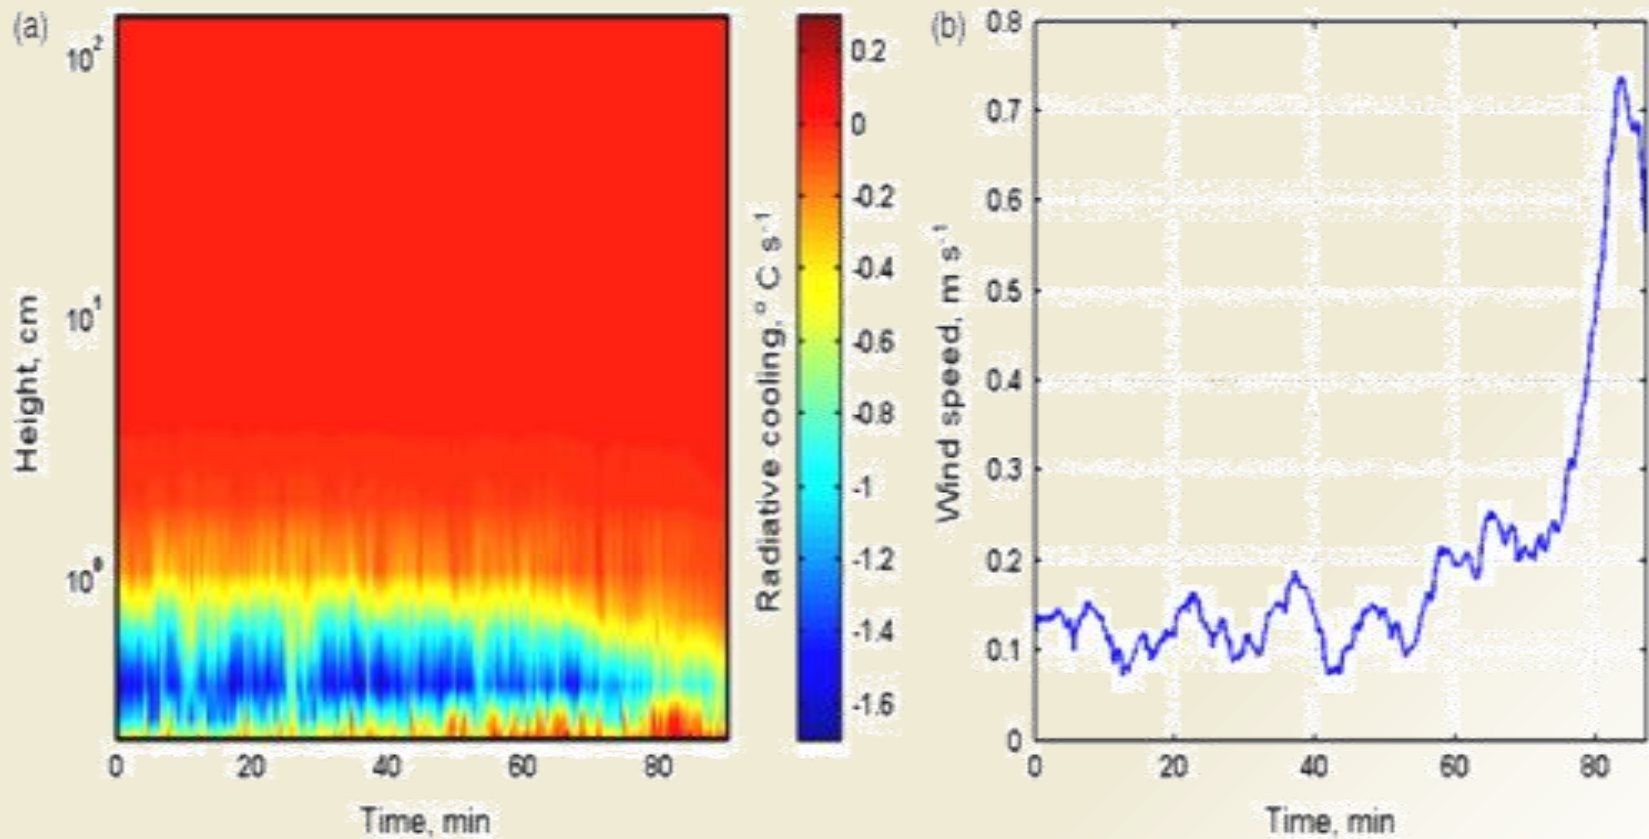 (a)
10²
10¹
10⁰
Height, cm
0 20 40 60 80
Time, min
0.2
0
-0.2
-0.4
-0.6
-0.8
-1
-1.2
-1.4
-1.6
Radiative cooling, ° C s⁻¹
(b)
0.8
0.7
0.6
0.5
0.4
0.3
0.2
0.1
0
Wind speed, m s⁻¹
0 20 40 60 80
Time, min